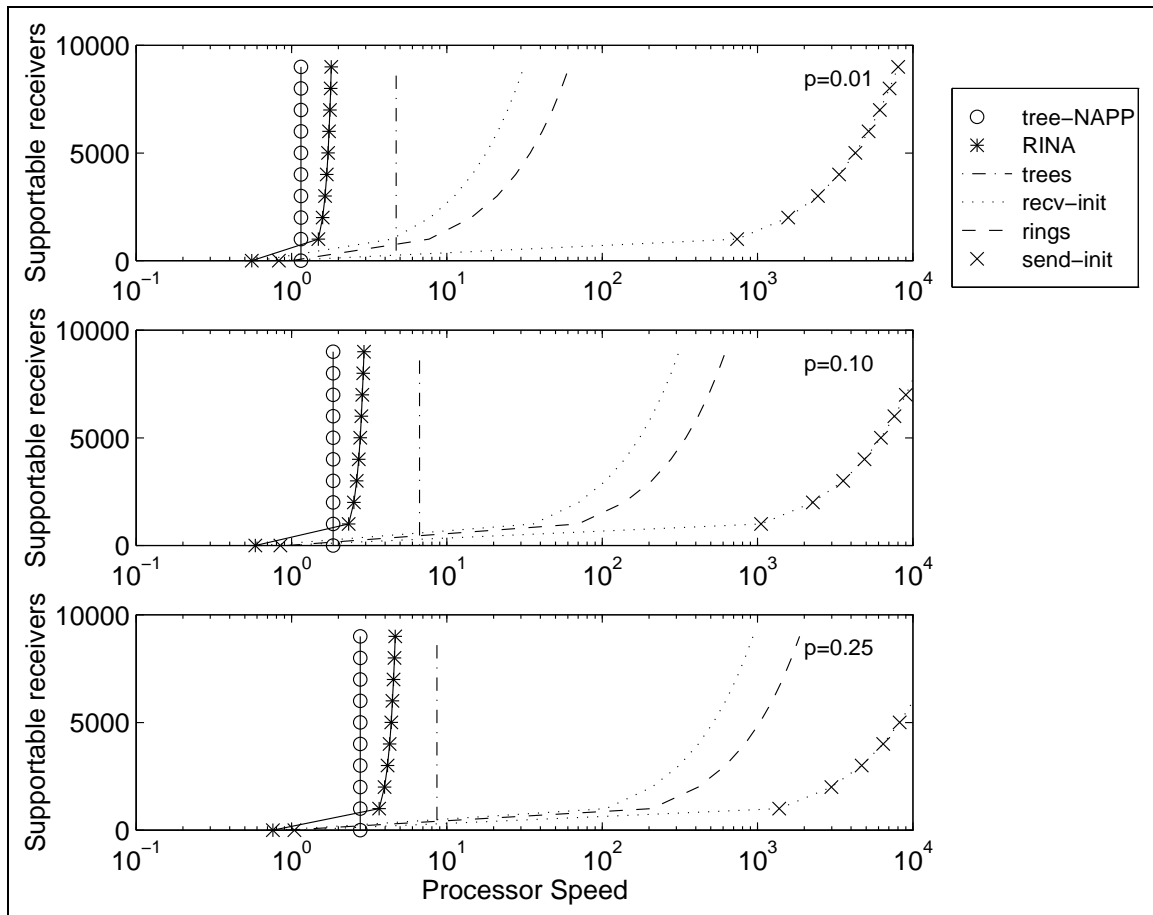 10000
5000
0
Supportable receivers
p=0.01
10^-1
10^0
10^1
10^2
10^3
10^4
tree-NAPP
RINA
trees
recv-init
rings
send-init
10000
5000
0
Supportable receivers
p=0.10
10^-1
10^0
10^1
10^2
10^3
10^4
10000
5000
0
Supportable receivers
p=0.25
10^-1
10^0
10^1
10^2
10^3
10^4
Processor Speed